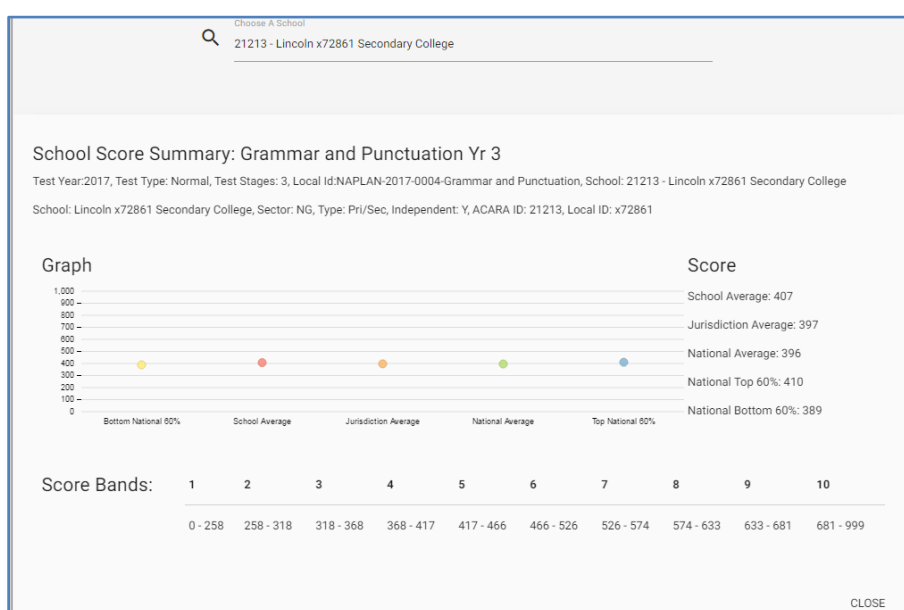 Choose A School
21213 - Lincoln x72861 Secondary College
School Score Summary: Grammar and Punctuation Yr 3
Test Year:2017, Test Type: Normal, Test Stages: 3, Local Id:NAPLAN-2017-0004-Grammar and Punctuation, School: 21213 - Lincoln x72861 Secondary College
School: Lincoln x72861 Secondary College, Sector: NG, Type: Pri/Sec, Independent: Y, ACARA ID: 21213, Local ID: x72861
Graph
1,000
900
800
700
600
500
400
300
200
100
0
Bottom National 60% School Average Jurisdiction Average National Average Top National 60%
Score
School Average: 407
Jurisdiction Average: 397
National Average: 396
National Top 60%: 410
National Bottom 60%: 389
Score Bands: 1 2 3 4 5 6 7 8 9 10
0 - 258 258 - 318 318 - 368 368 - 417 417 - 466 466 - 526 526 - 574 574 - 633 633 - 681 681 - 999
CLOSE